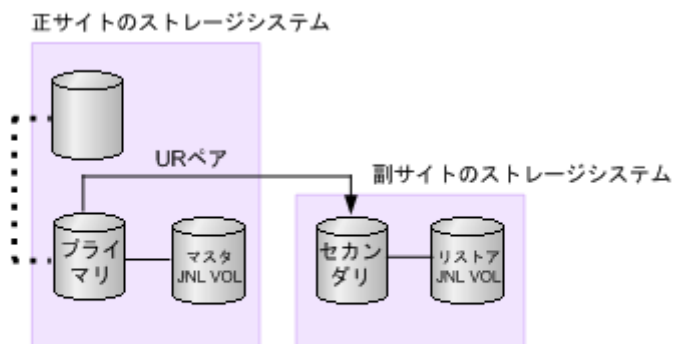 正サイトのストレージシステム
URペア
副サイトのストレージシステム
プライ
マリ
マスタ
JNL VOL
セカン
ダリ
リストア
JNL VOL